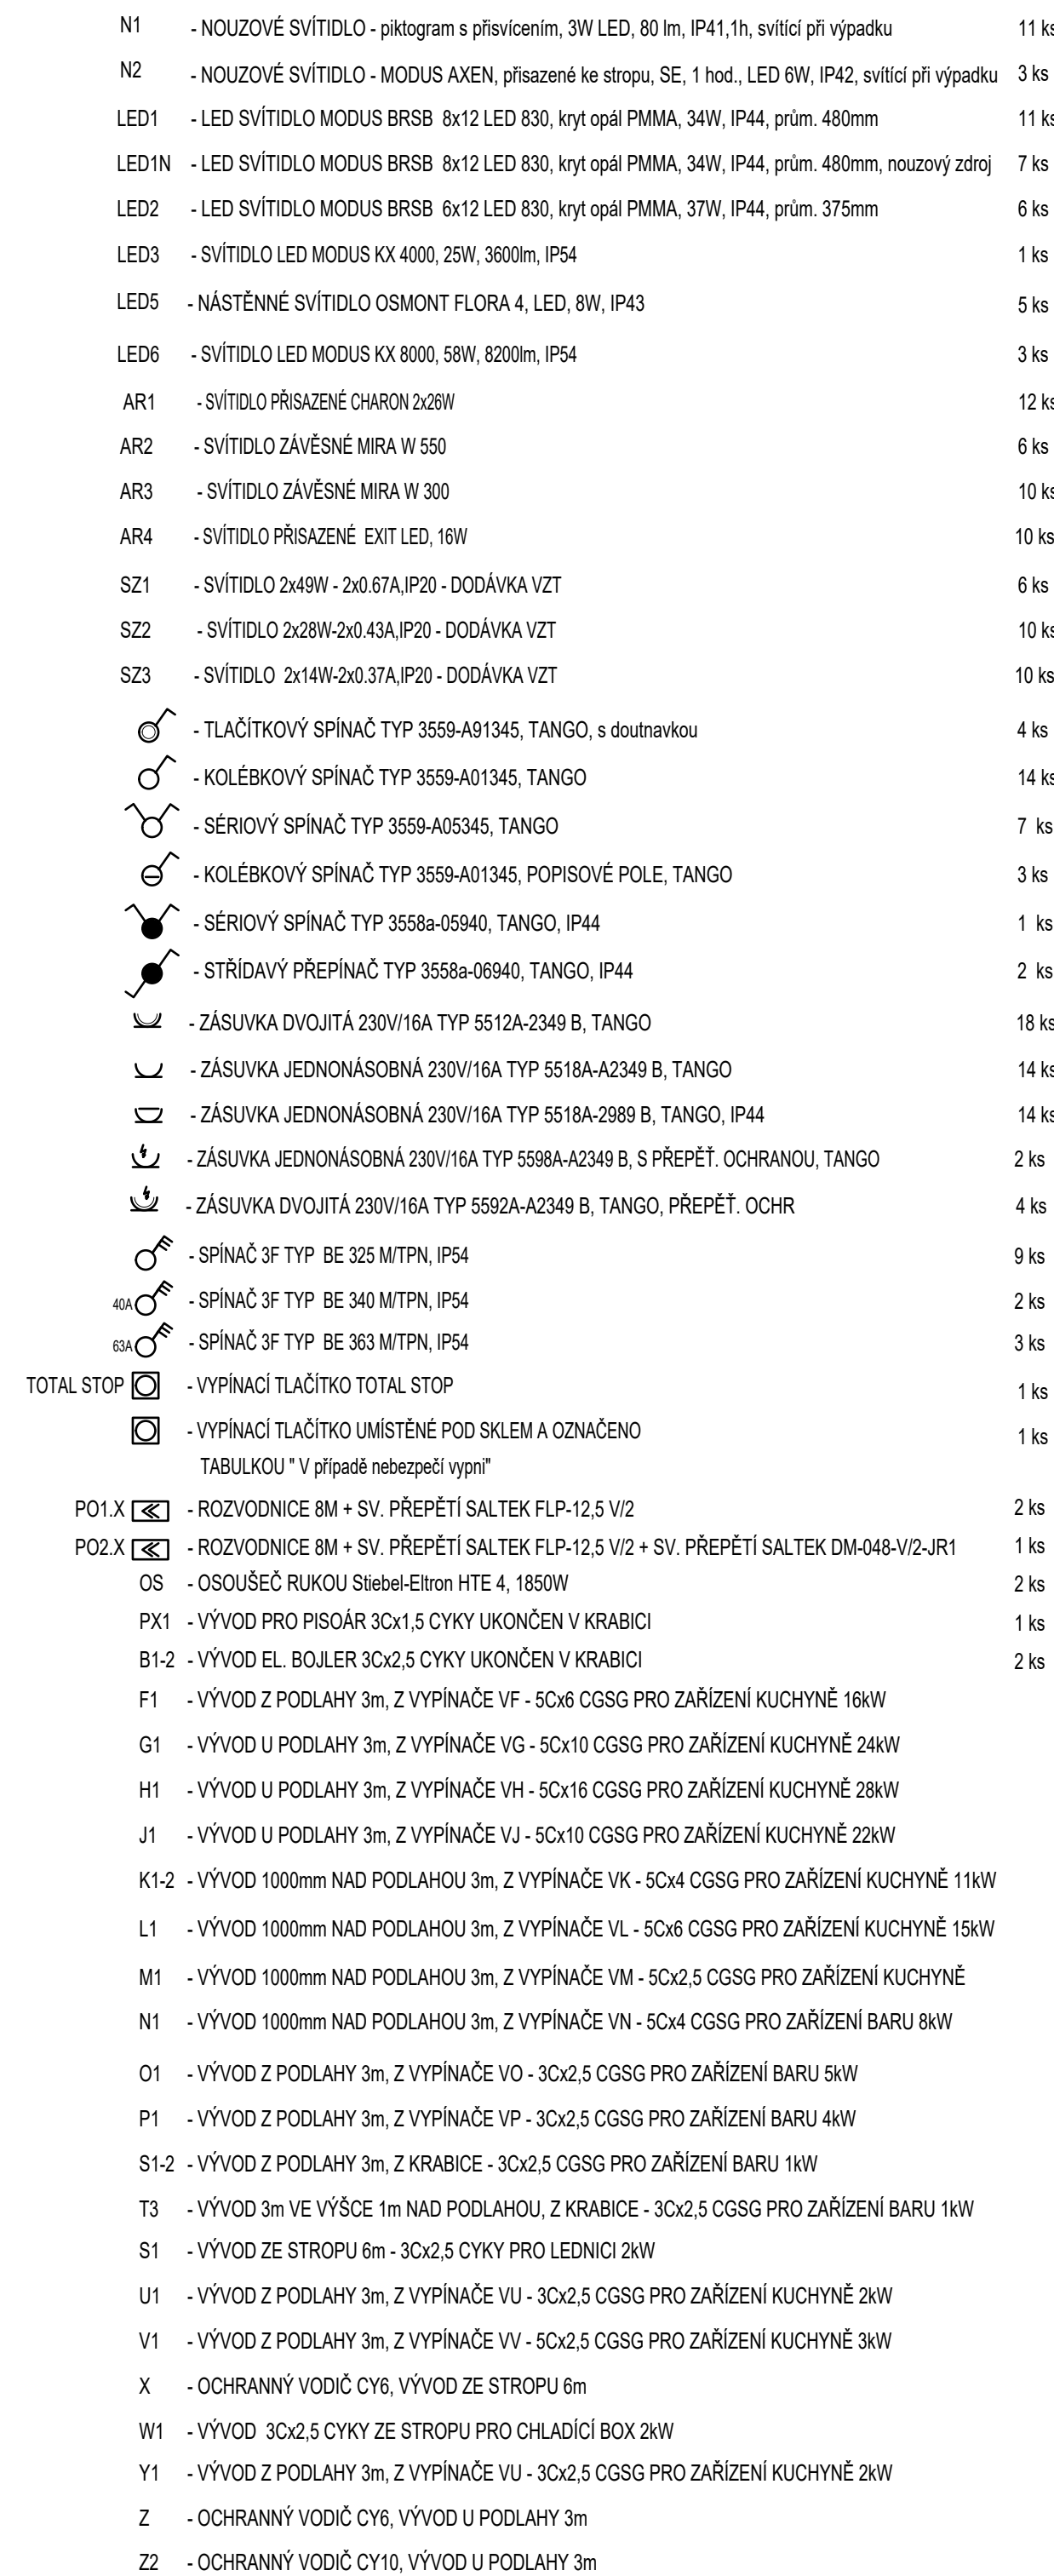 N1 - NOUZOVÉ SVÍTIDLO - piktogram s přisvícením, 3W LED, 80 lm, IP41,1h, svítící při výpadku 11 ks
N2 - NOUZOVÉ SVÍTIDLO - MODUS AXEN, přisazené ke stropu, SE, 1 hod., LED 6W, IP42, svítící při výpadku 3 ks
LED1 - LED SVÍTIDLO MODUS BRSB 8x12 LED 830, kryt opál PMMA, 34W, IP44, prům. 480mm 11 ks
LED1N - LED SVÍTIDLO MODUS BRSB 8x12 LED 830, kryt opál PMMA, 34W, IP44, prům. 480mm, nouzový zdroj 7 ks
LED2 - LED SVÍTIDLO MODUS BRSB 6x12 LED 830, kryt opál PMMA, 37W, IP44, prům. 375mm 6 ks
LED3 - SVÍTIDLO LED MODUS KX 4000, 25W, 3600lm, IP54 1 ks
LED5 - NÁSTĚNNÉ SVÍTIDLO OSMONT FLORA 4, LED, 8W, IP43 5 ks
LED6 - SVÍTIDLO LED MODUS KX 8000, 58W, 8200lm, IP54 3 ks
AR1 - SVÍTIDLO PŘISAZENÉ CHARON 2x26W 12 ks
AR2 - SVÍTIDLO ZÁVĚSNÉ MIRA W 550 6 ks
AR3 - SVÍTIDLO ZÁVĚSNÉ MIRA W 300 10 ks
AR4 - SVÍTIDLO PŘISAZENÉ EXIT LED, 16W 10 ks
SZ1 - SVÍTIDLO 2x49W - 2x0.67A,IP20 - DODÁVKA VZT 6 ks
SZ2 - SVÍTIDLO 2x28W-2x0.43A,IP20 - DODÁVKA VZT 10 ks
SZ3 - SVÍTIDLO 2x14W-2x0.37A,IP20 - DODÁVKA VZT 10 ks
- TLAČÍTKOVÝ SPÍNAČ TYP 3559-A91345, TANGO, s doutnavkou 4 ks
- KOLÉBKOVÝ SPÍNAČ TYP 3559-A01345, TANGO 14 ks
- SÉRIOVÝ SPÍNAČ TYP 3559-A05345, TANGO 7 ks
- KOLÉBKOVÝ SPÍNAČ TYP 3559-A01345, POPISOVÉ POLE, TANGO 3 ks
- SÉRIOVÝ SPÍNAČ TYP 3558a-05940, TANGO, IP44 1 ks
- STŘÍDAVÝ PŘEPÍNAČ TYP 3558a-06940, TANGO, IP44 2 ks
- ZÁSUVKA DVOJITÁ 230V/16A TYP 5512A-2349 B, TANGO 18 ks
- ZÁSUVKA JEDNONÁSOBNÁ 230V/16A TYP 5518A-A2349 B, TANGO 14 ks
- ZÁSUVKA JEDNONÁSOBNÁ 230V/16A TYP 5518A-2989 B, TANGO, IP44 14 ks
- ZÁSUVKA JEDNONÁSOBNÁ 230V/16A TYP 5598A-A2349 B, S PŘEPĚŤ. OCHRANOU, TANGO 2 ks
- ZÁSUVKA DVOJITÁ 230V/16A TYP 5592A-A2349 B, TANGO, PŘEPĚŤ. OCHR 4 ks
- SPÍNAČ 3F TYP BE 325 M/TPN, IP54 9 ks
40A - SPÍNAČ 3F TYP BE 340 M/TPN, IP54 2 ks
63A - SPÍNAČ 3F TYP BE 363 M/TPN, IP54 3 ks
TOTAL STOP - VYPÍNACÍ TLAČÍTKO TOTAL STOP 1 ks
- VYPÍNACÍ TLAČÍTKO UMÍSTĚNÉ POD SKLEM A OZNAČENO 1 ks
TABULKOU " V případě nebezpečí vypni"
PO1.X - ROZVODNICE 8M + SV. PŘEPĚTÍ SALTEK FLP-12,5 V/2 2 ks
PO2.X - ROZVODNICE 8M + SV. PŘEPĚTÍ SALTEK FLP-12,5 V/2 + SV. PŘEPĚTÍ SALTEK DM-048-V/2-JR1 1 ks
OS - OSOUŠEČ RUKOU Stiebel-Eltron HTE 4, 1850W 2 ks
PX1 - VÝVOD PRO PISOÁR 3Cx1,5 CYKY UKONČEN V KRABICI 1 ks
B1-2 - VÝVOD EL. BOJLER 3Cx2,5 CYKY UKONČEN V KRABICI 2 ks
F1 - VÝVOD Z PODLAHY 3m, Z VYPÍNAČE VF - 5Cx6 CGSG PRO ZAŘÍZENÍ KUCHYNĚ 16kW
G1 - VÝVOD U PODLAHY 3m, Z VYPÍNAČE VG - 5Cx10 CGSG PRO ZAŘÍZENÍ KUCHYNĚ 24kW
H1 - VÝVOD U PODLAHY 3m, Z VYPÍNAČE VH - 5Cx16 CGSG PRO ZAŘÍZENÍ KUCHYNĚ 28kW
J1 - VÝVOD U PODLAHY 3m, Z VYPÍNAČE VJ - 5Cx10 CGSG PRO ZAŘÍZENÍ KUCHYNĚ 22kW
K1-2 - VÝVOD 1000mm NAD PODLAHOU 3m, Z VYPÍNAČE VK - 5Cx4 CGSG PRO ZAŘÍZENÍ KUCHYNĚ 11kW
L1 - VÝVOD 1000mm NAD PODLAHOU 3m, Z VYPÍNAČE VL - 5Cx6 CGSG PRO ZAŘÍZENÍ KUCHYNĚ 15kW
M1 - VÝVOD 1000mm NAD PODLAHOU 3m, Z VYPÍNAČE VM - 5Cx2,5 CGSG PRO ZAŘÍZENÍ KUCHYNĚ
N1 - VÝVOD 1000mm NAD PODLAHOU 3m, Z VYPÍNAČE VN - 5Cx4 CGSG PRO ZAŘÍZENÍ BARU 8kW
O1 - VÝVOD Z PODLAHY 3m, Z VYPÍNAČE VO - 3Cx2,5 CGSG PRO ZAŘÍZENÍ BARU 5kW
P1 - VÝVOD Z PODLAHY 3m, Z VYPÍNAČE VP - 3Cx2,5 CGSG PRO ZAŘÍZENÍ BARU 4kW
S1-2 - VÝVOD Z PODLAHY 3m, Z KRABICE - 3Cx2,5 CGSG PRO ZAŘÍZENÍ BARU 1kW
T3 - VÝVOD 3m VE VÝŠCE 1m NAD PODLAHOU, Z KRABICE - 3Cx2,5 CGSG PRO ZAŘÍZENÍ BARU 1kW
S1 - VÝVOD ZE STROPU 6m - 3Cx2,5 CYKY PRO LEDNICI 2kW
U1 - VÝVOD Z PODLAHY 3m, Z VYPÍNAČE VU - 3Cx2,5 CGSG PRO ZAŘÍZENÍ KUCHYNĚ 2kW
V1 - VÝVOD Z PODLAHY 3m, Z VYPÍNAČE VV - 5Cx2,5 CGSG PRO ZAŘÍZENÍ KUCHYNĚ 3kW
X - OCHRANNÝ VODIČ CY6, VÝVOD ZE STROPU 6m
W1 - VÝVOD 3Cx2,5 CYKY ZE STROPU PRO CHLADÍCÍ BOX 2kW
Y1 - VÝVOD Z PODLAHY 3m, Z VYPÍNAČE VU - 3Cx2,5 CGSG PRO ZAŘÍZENÍ KUCHYNĚ 2kW
Z - OCHRANNÝ VODIČ CY6, VÝVOD U PODLAHY 3m
Z2 - OCHRANNÝ VODIČ CY10, VÝVOD U PODLAHY 3m